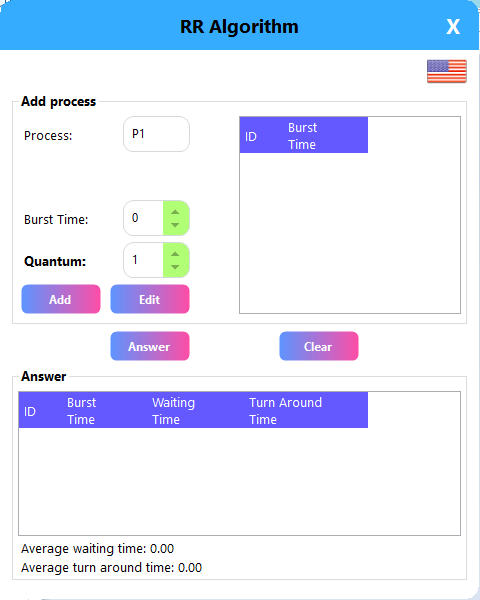 RR Algorithm X
Add process
Process: P1
ID Burst
Time
Burst Time: 0
Quantum: 1
Add Edit
Answer Clear
Answer
ID Burst
Time Waiting
Time Turn Around
Time
Average waiting time: 0.00
Average turn around time: 0.00